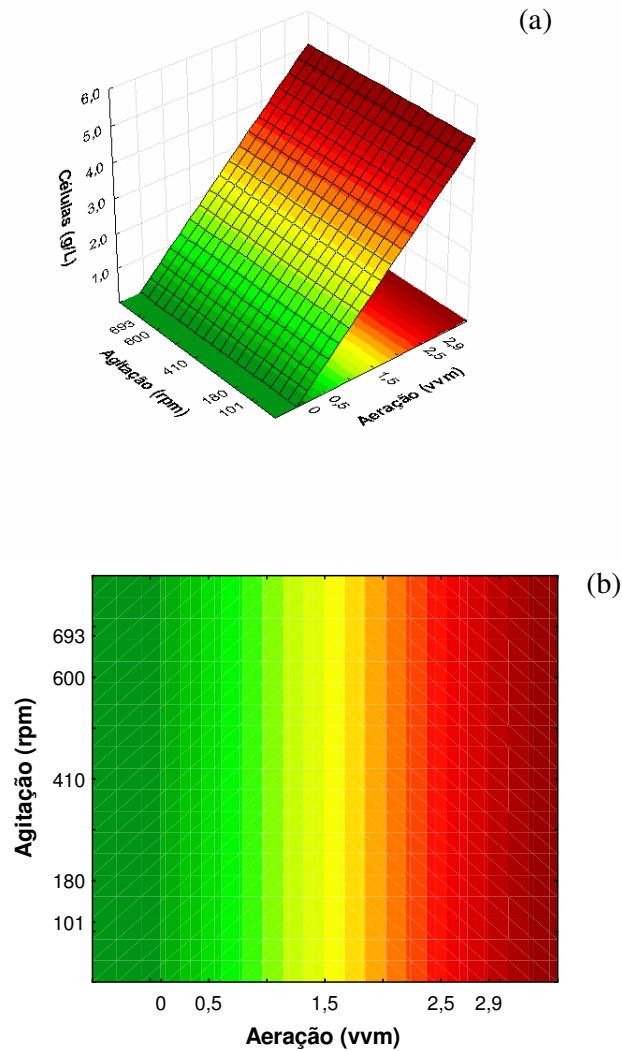 (a)
6,0
5,0
4,0
3,0
2,0
1,0
Células (g/L)
693
600
410
180
101
Agitação (rpm)
0
0,5
1,5
2,5
2,9
Aeração (vvm)
(b)
693
600
410
180
101
Agitação (rpm)
0 0,5 1,5 2,5 2,9
Aeração (vvm)